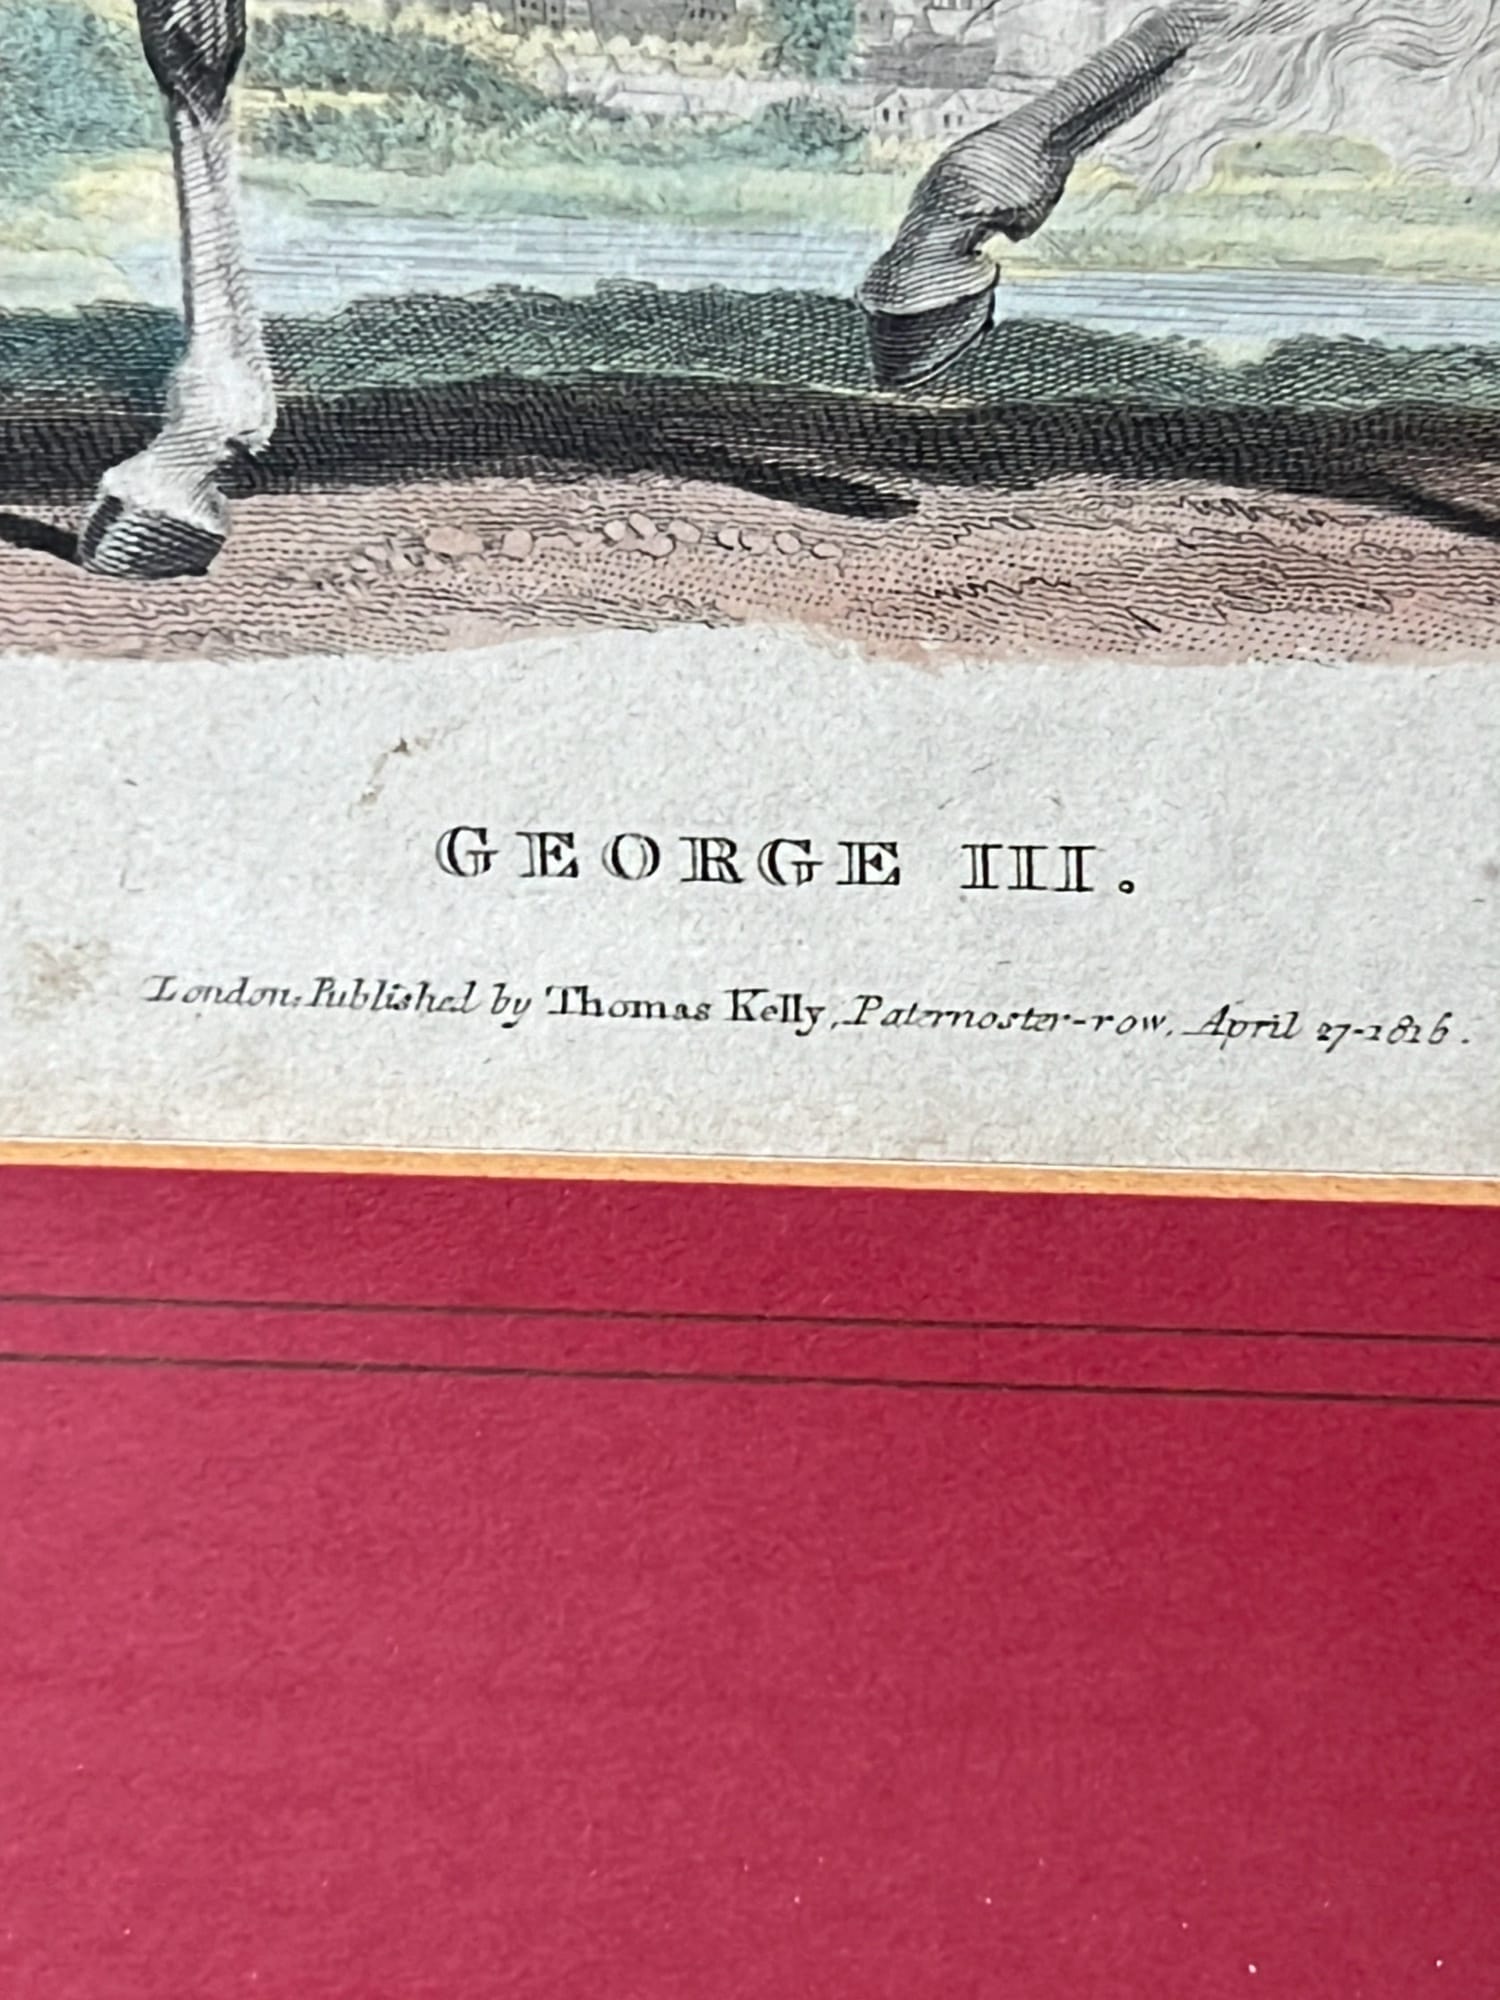 GEORGE III.
London, Published by Thomas Kelly, Paternoster-row, April 27-1816.